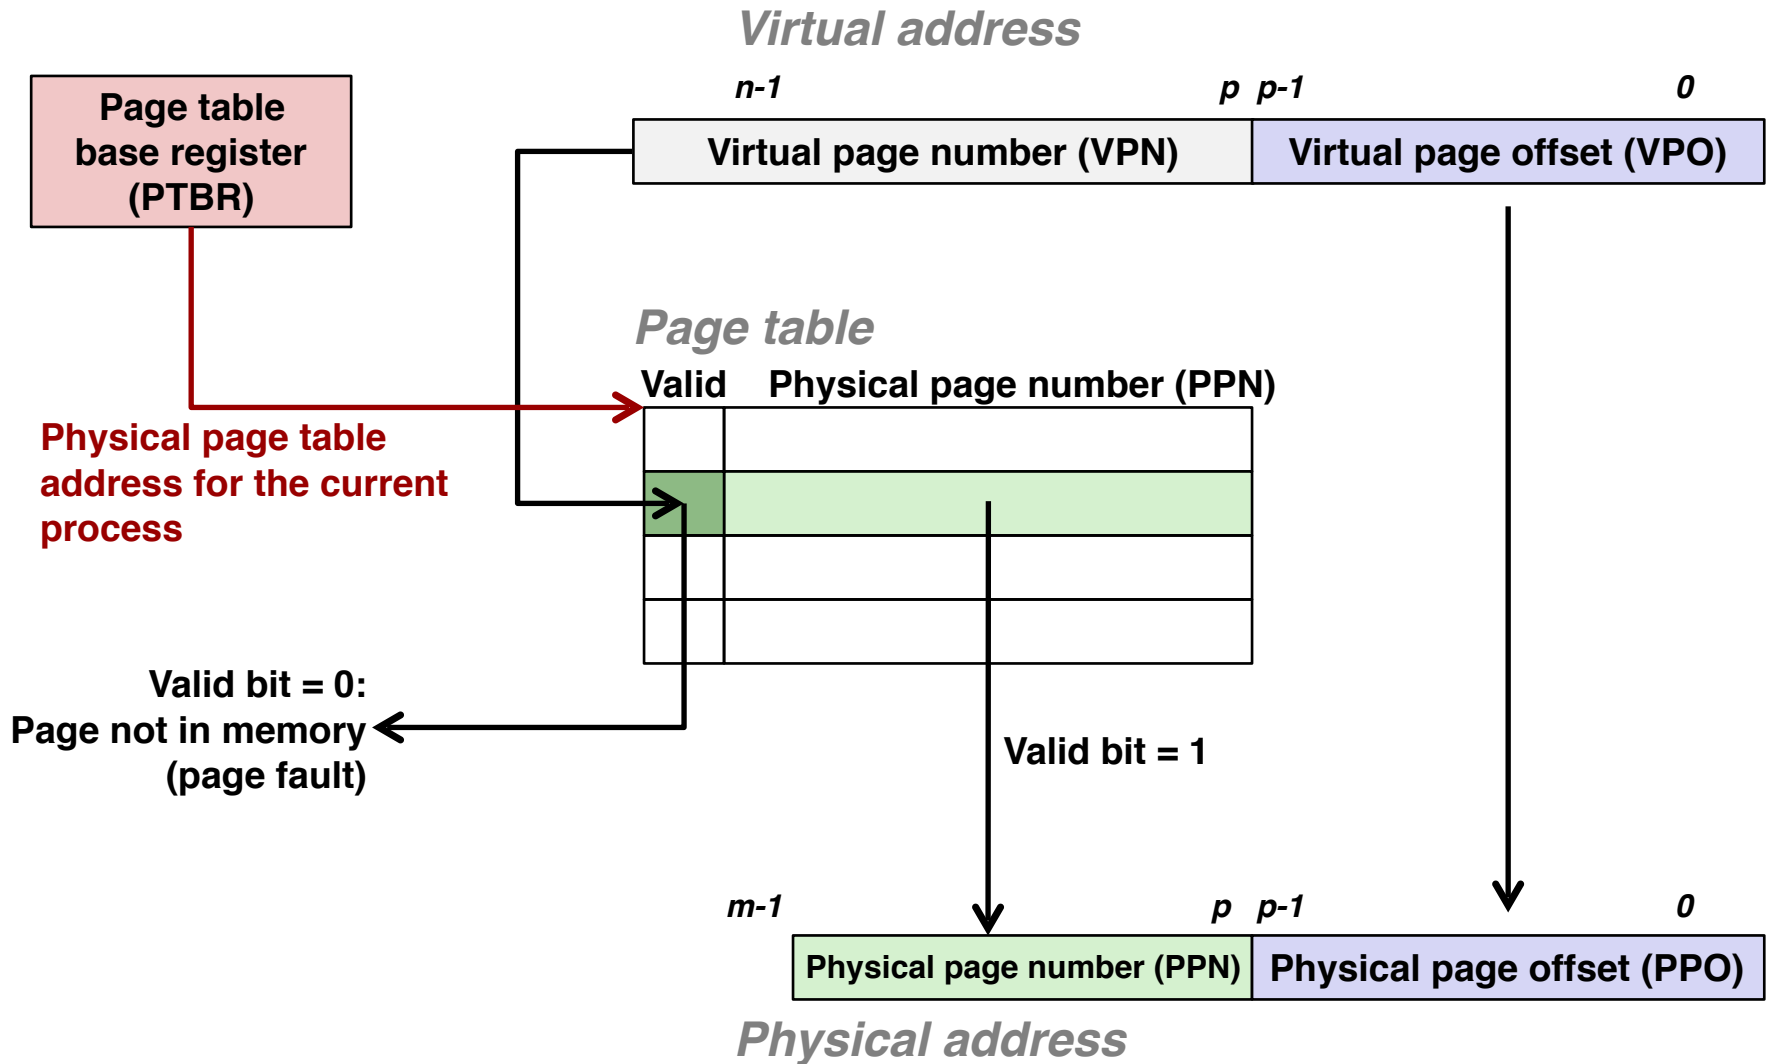 Virtual address
n-1 p p-1 0
Page table
base register
(PTBR)
Virtual page number (VPN) Virtual page offset (VPO)
Page table
Valid Physical page number (PPN)
Physical page table
address for the current
process
Valid bit = 0:
Page not in memory
(page fault)
Valid bit = 1
m-1 p p-1 0
Physical page number (PPN) Physical page offset (PPO)
Physical address